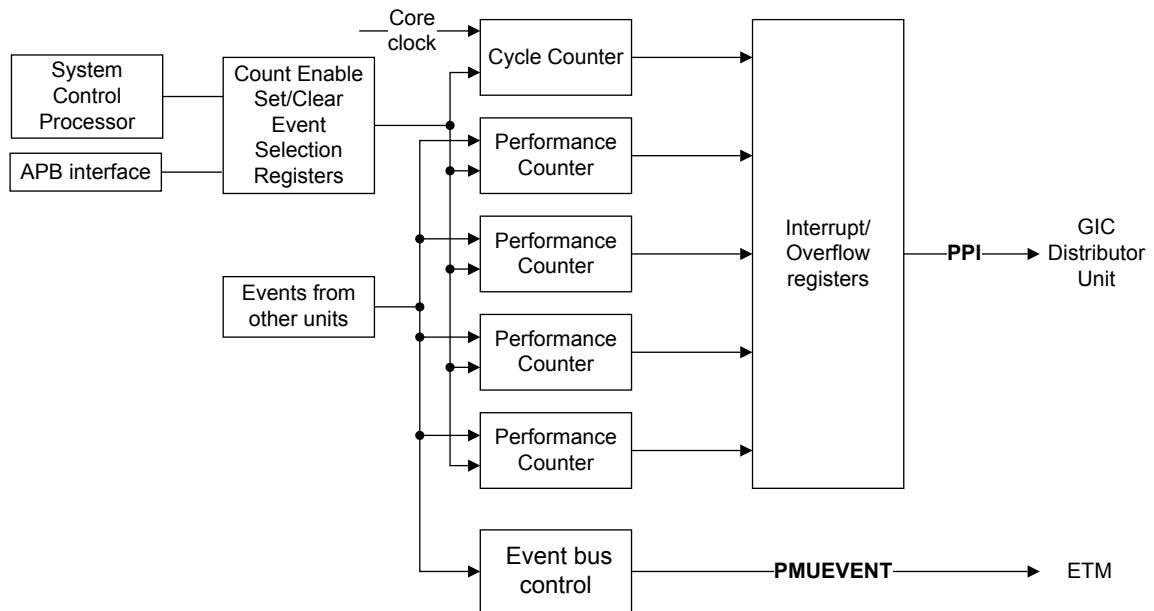 Core
clock
System
Control
Processor
Count Enable
Set/Clear
Event
Selection
Registers
Cycle Counter
APB interface
Performance
Counter
Performance
Counter
Interrupt/
Overflow
registers
PPI
GIC
Distributor
Unit
Events from
other units
Performance
Counter
Performance
Counter
Event bus
control
PMUEVENT
ETM